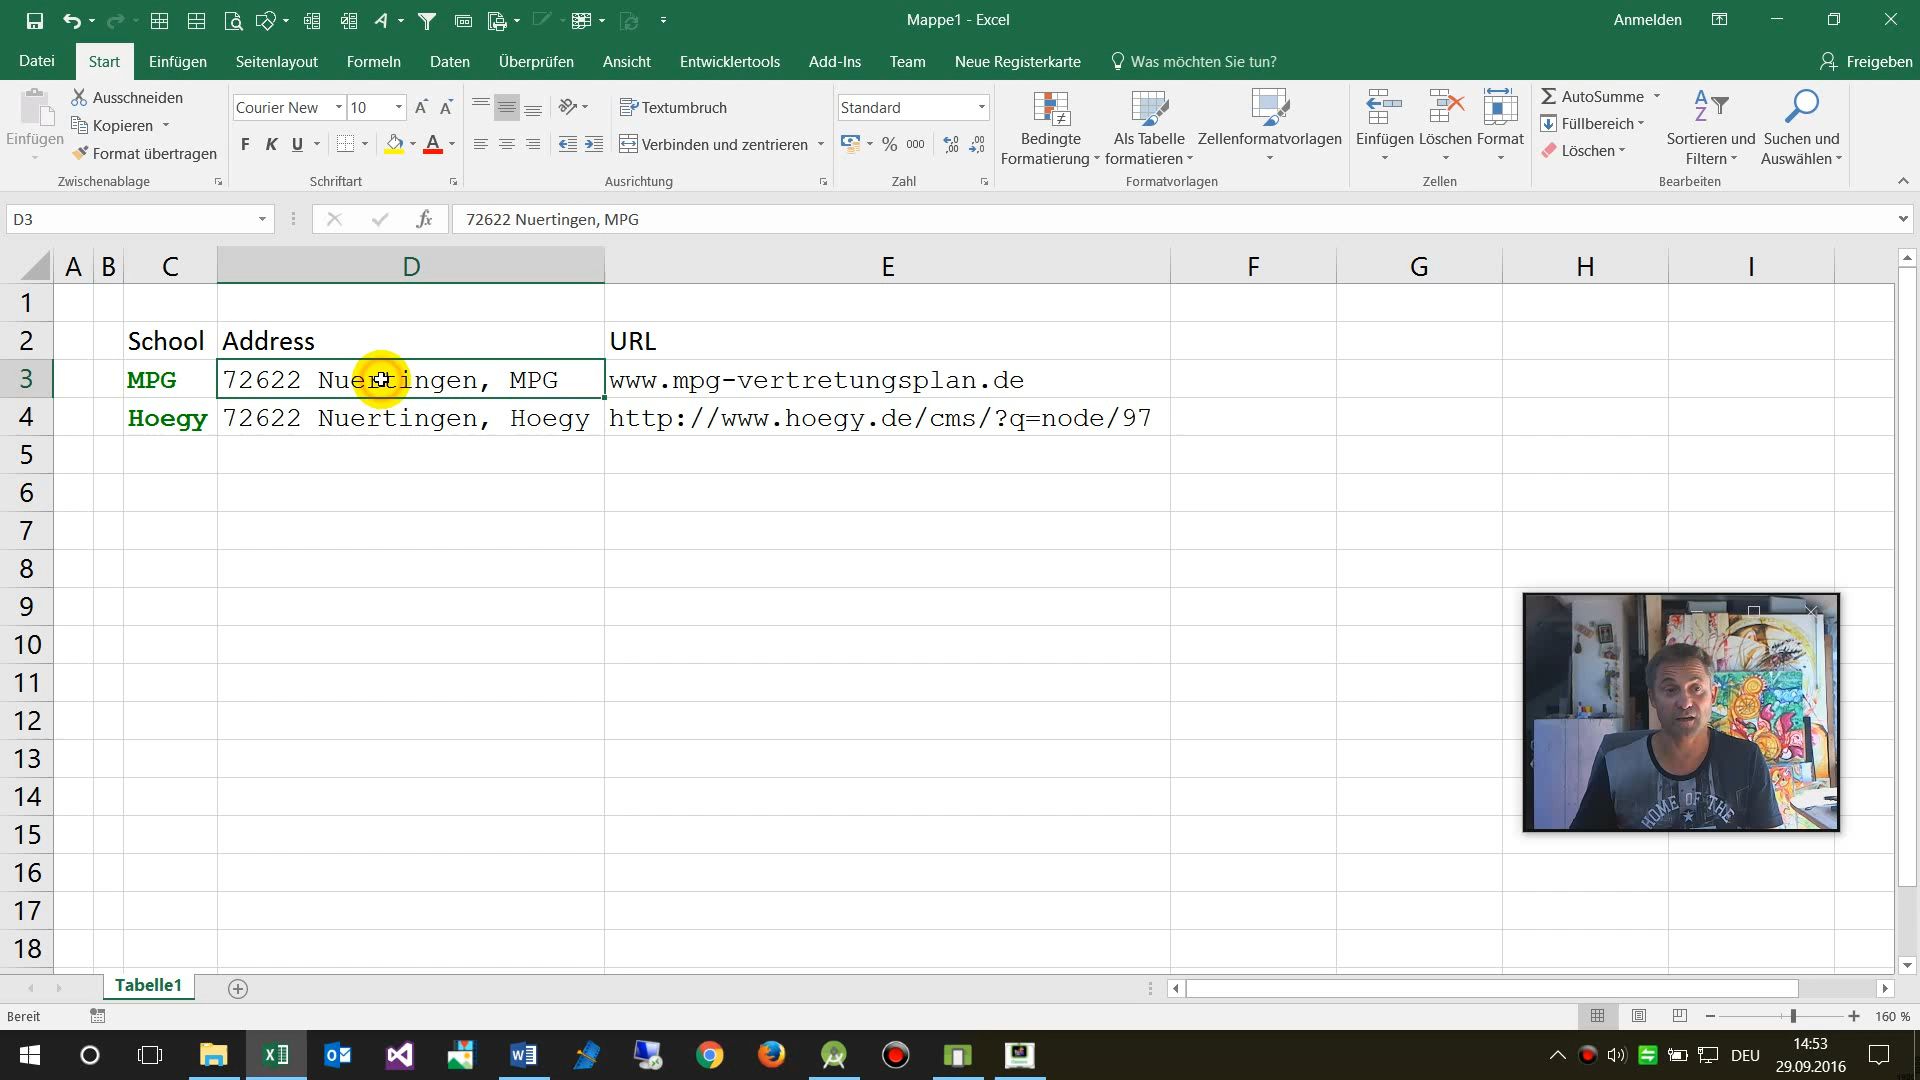 Mappe1 - Excel
Anmelden
Datei
Start
Einfügen
Seitenlayout
Formeln
Daten
Überprüfen
Ansicht
Entwicklertools
Add-Ins
Team
Neue Registerkarte
Was möchten Sie tun?
Freigeben
Einfügen
Ausschneiden
Kopieren
Format übertragen
Zwischenablage
Courier New
10
F K U
Schriftart
Textumbruch
Verbinden und zentrieren
Ausrichtung
Standard
% 000
Zahl
Bedingte
Formatierung
Als Tabelle
formatieren
Zellenformatvorlagen
Formatvorlagen
Einfügen
Löschen
Format
Zellen
AutoSumme
Füllbereich
Löschen
Sortieren und
Filtern
Suchen und
Auswählen
Bearbeiten
D3
fx
72622 Nuertingen, MPG
A B C D E F G H I
1
2 School Address URL
3 MPG 72622 Nuertingen, MPG www.mpg-vertretungsplan.de
4 Hoegy 72622 Nuertingen, Hoegy http://www.hoegy.de/cms/?q=node/97
5
6
7
8
9
10
11
12
13
14
15
16
17
18
HOME OF THE
Tabelle1
Bereit
160 %
DEU
14:53
29.09.2016